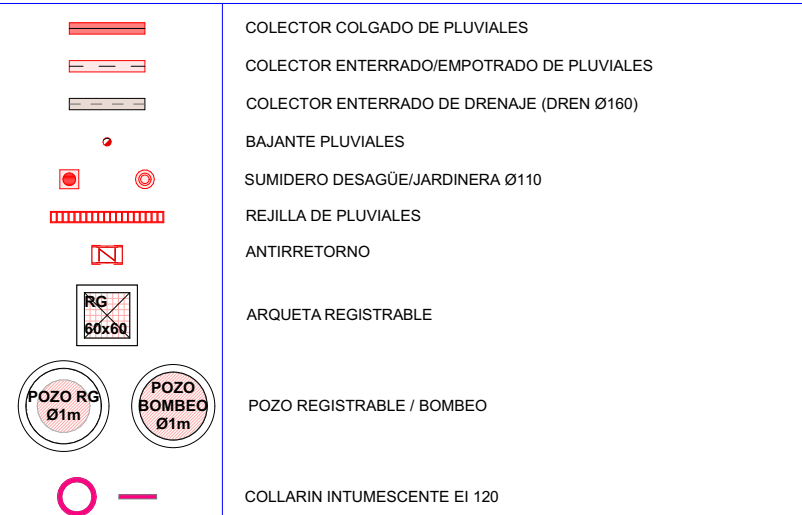 COLECTOR COLGADO DE PLUVIALES
COLECTOR ENTERRADO/EMPOTRADO DE PLUVIALES
COLECTOR ENTERRADO DE DRENAJE (DREN Ø160)
BAJANTE PLUVIALES
SUMIDERO DESAGÜE/JARDINERA Ø110
REJILLA DE PLUVIALES
ANTIRRETORNO
RG
60x60
ARQUETA REGISTRABLE
POZO RG
Ø1m
POZO
BOMBEO
Ø1m
POZO REGISTRABLE / BOMBEO
COLLARIN INTUMESCENTE EI 120